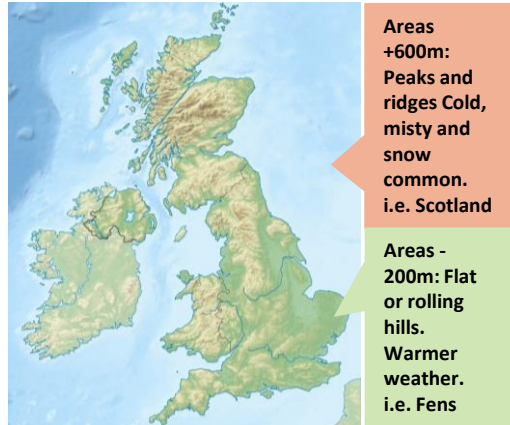 Areas
+600m:
Peaks and
ridges Cold,
misty and
snow
common.
i.e. Scotland
Areas -
200m: Flat
or rolling
hills.
Warmer
weather.
i.e. Fens